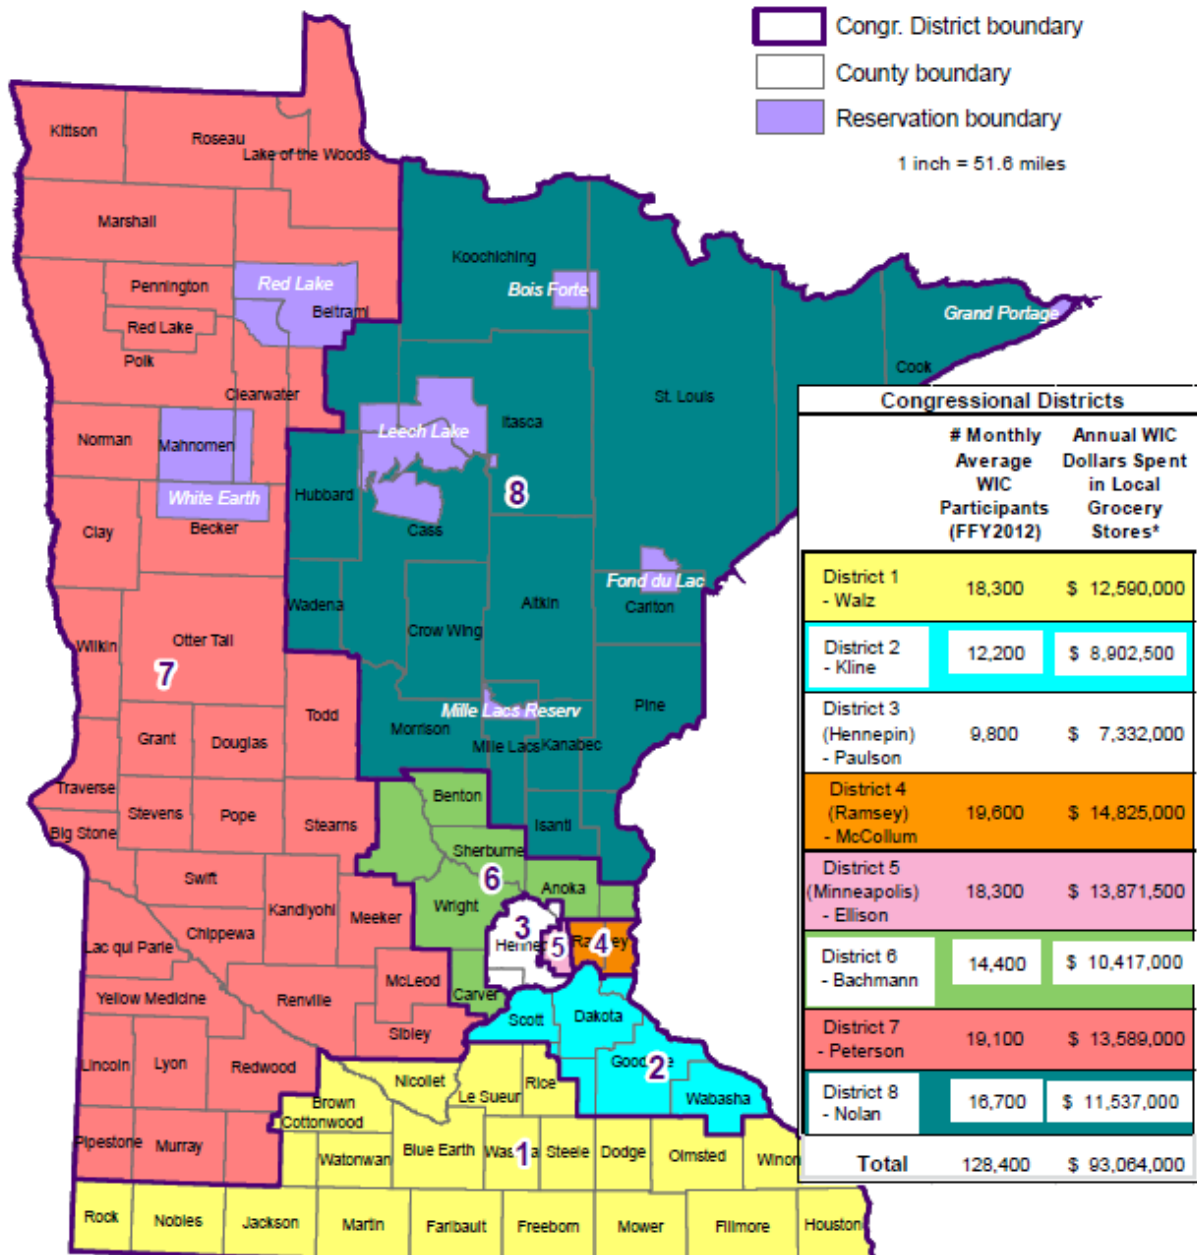 Congr. District boundary
County boundary
Reservation boundary
1 inch = 51.6 miles
Kittson
Roseau
Lake of the Woods
Marshall
Koochiching
Pennington
Red Lake
Bois Forte
Beltrami
Grand Portage
Red Lake
Polk
Cook
Clearwater
St. Louis
Itasca
Norman
Mahnomen
Leech Lake
8
Hubbard
White Earth
Becker
Clay
Cass
Fond du Lac
Aitkin
Carlton
Wadena
Crow Wing
Otter Tail
Wilkin
7
Mille Lacs Reserv
Pine
Todd
Morrison
Grant
Douglas
Mille Lacs
Kanabec
Traverse
Benton
Stevens
Pope
Stearns
Isanti
Big Stone
Sherburne
Swift
6
Anoka
Kandiyohi
Meeker
Wright
Chippewa
3
Lac qui Parle
5
4
McLeod
Yellow Medicine
Renville
Carver
Scott
Dakota
Sibley
Lincoln
Lyon
Redwood
2
Nicollet
Rice
Le Sueur
Wabasha
Brown
Cottonwood
Pipestone
Murray
Watonwan
Blue Earth
1
Steele
Dodge
Olmsted
Winon
Rock
Nobles
Jackson
Martin
Faribault
Freeborn
Mower
Fillmore
Houston
Congressional Districts
# Monthly Average WIC Participants (FFY2012)
Annual WIC Dollars Spent in Local Grocery Stores*
District 1 - Walz 18,300 $ 12,590,000
District 2 - Kline 12,200 $ 8,902,500
District 3 (Hennepin) - Paulson 9,800 $ 7,332,000
District 4 (Ramsey) - McCollum 19,600 $ 14,825,000
District 5 (Minneapolis) - Ellison 18,300 $ 13,871,500
District 6 - Bachmann 14,400 $ 10,417,000
District 7 - Peterson 19,100 $ 13,589,000
District 8 - Nolan 16,700 $ 11,537,000
Total 128,400 $ 93,064,000